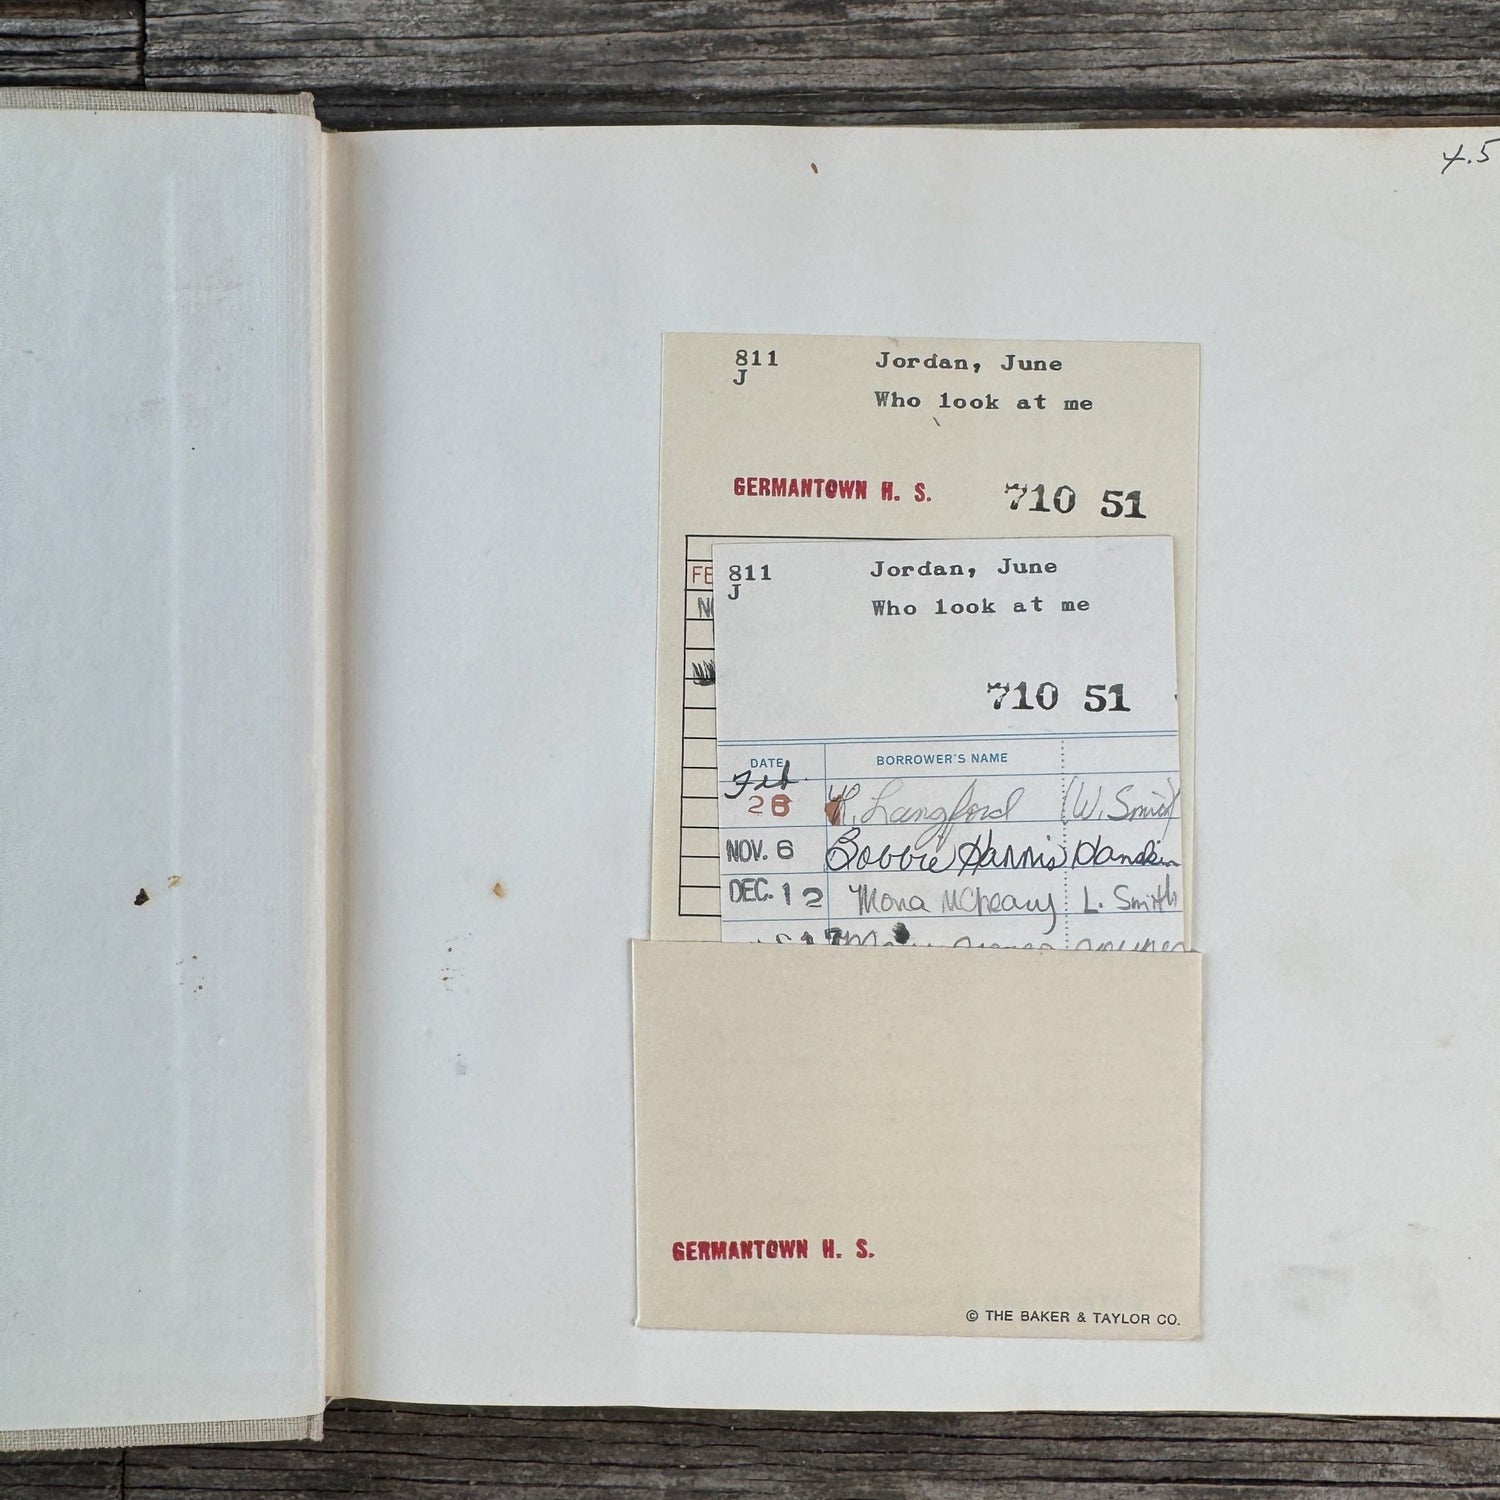 4.5
811 Jordan, June
J
Who look at me
GERMANTOWN H. S. 710 51
FE
811 Jordan, June
J
Who look at me
710 51
DATE BORROWER'S NAME
Feb.
28 R. Langford (W. Smith)
NOV. 6 Bobbie Harris
DEC. 12 Mona L. Smith
GERMANTOWN H. S.
© THE BAKER & TAYLOR CO.